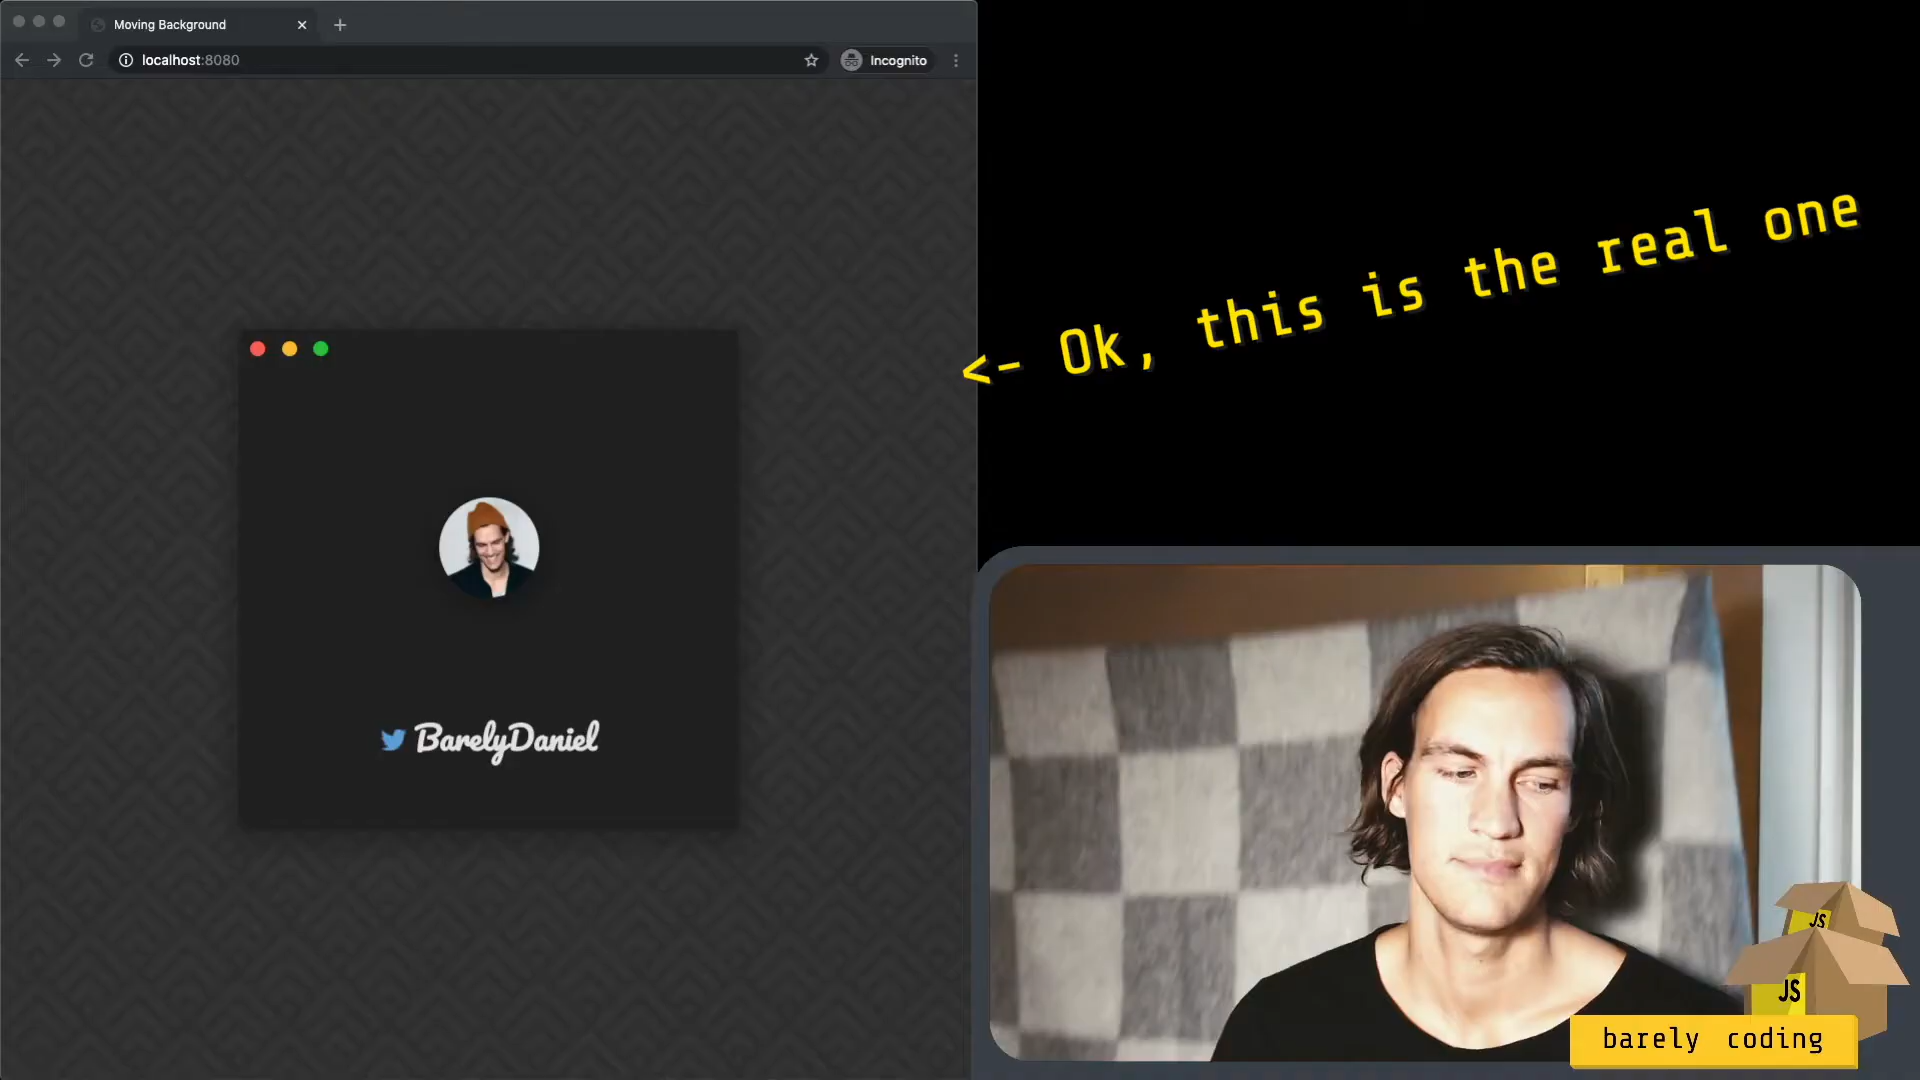 Moving Background
localhost:8080
Incognito
<- Ok, this is the real one
BarelyDaniel
JS
JS
barely coding